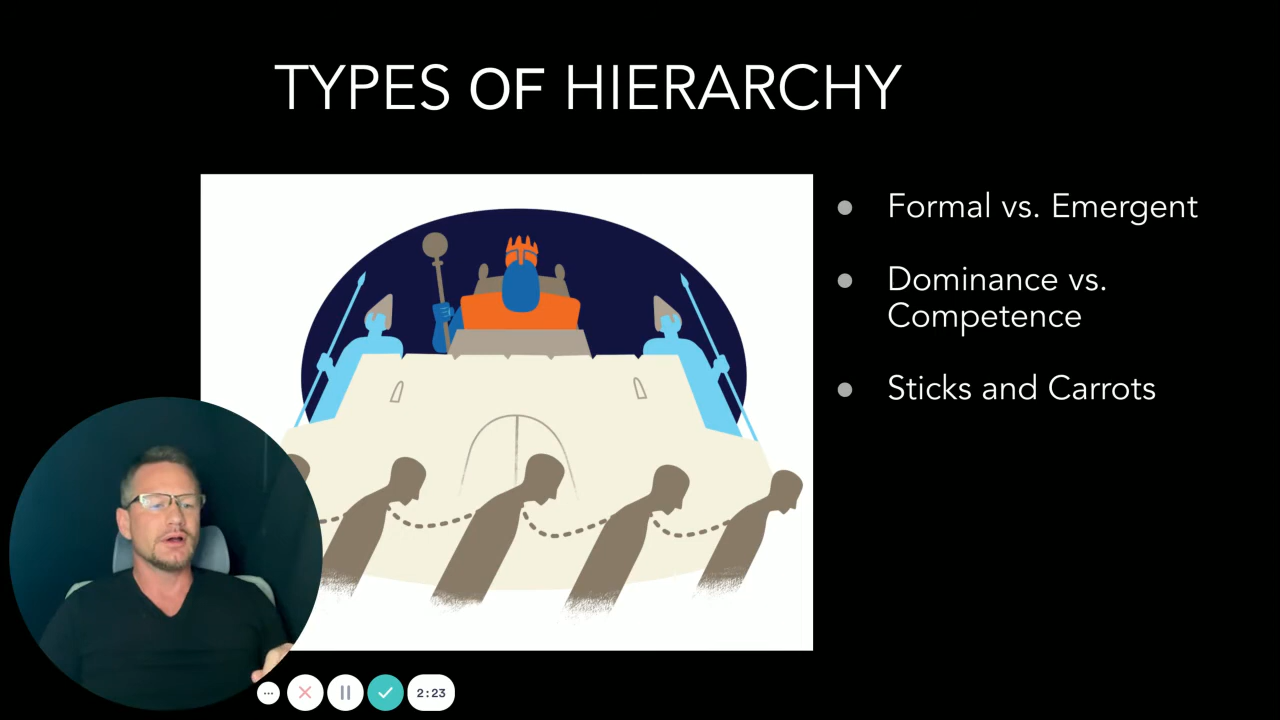 TYPES OF HIERARCHY
Formal vs. Emergent
Dominance vs.
Competence
Sticks and Carrots
2:23